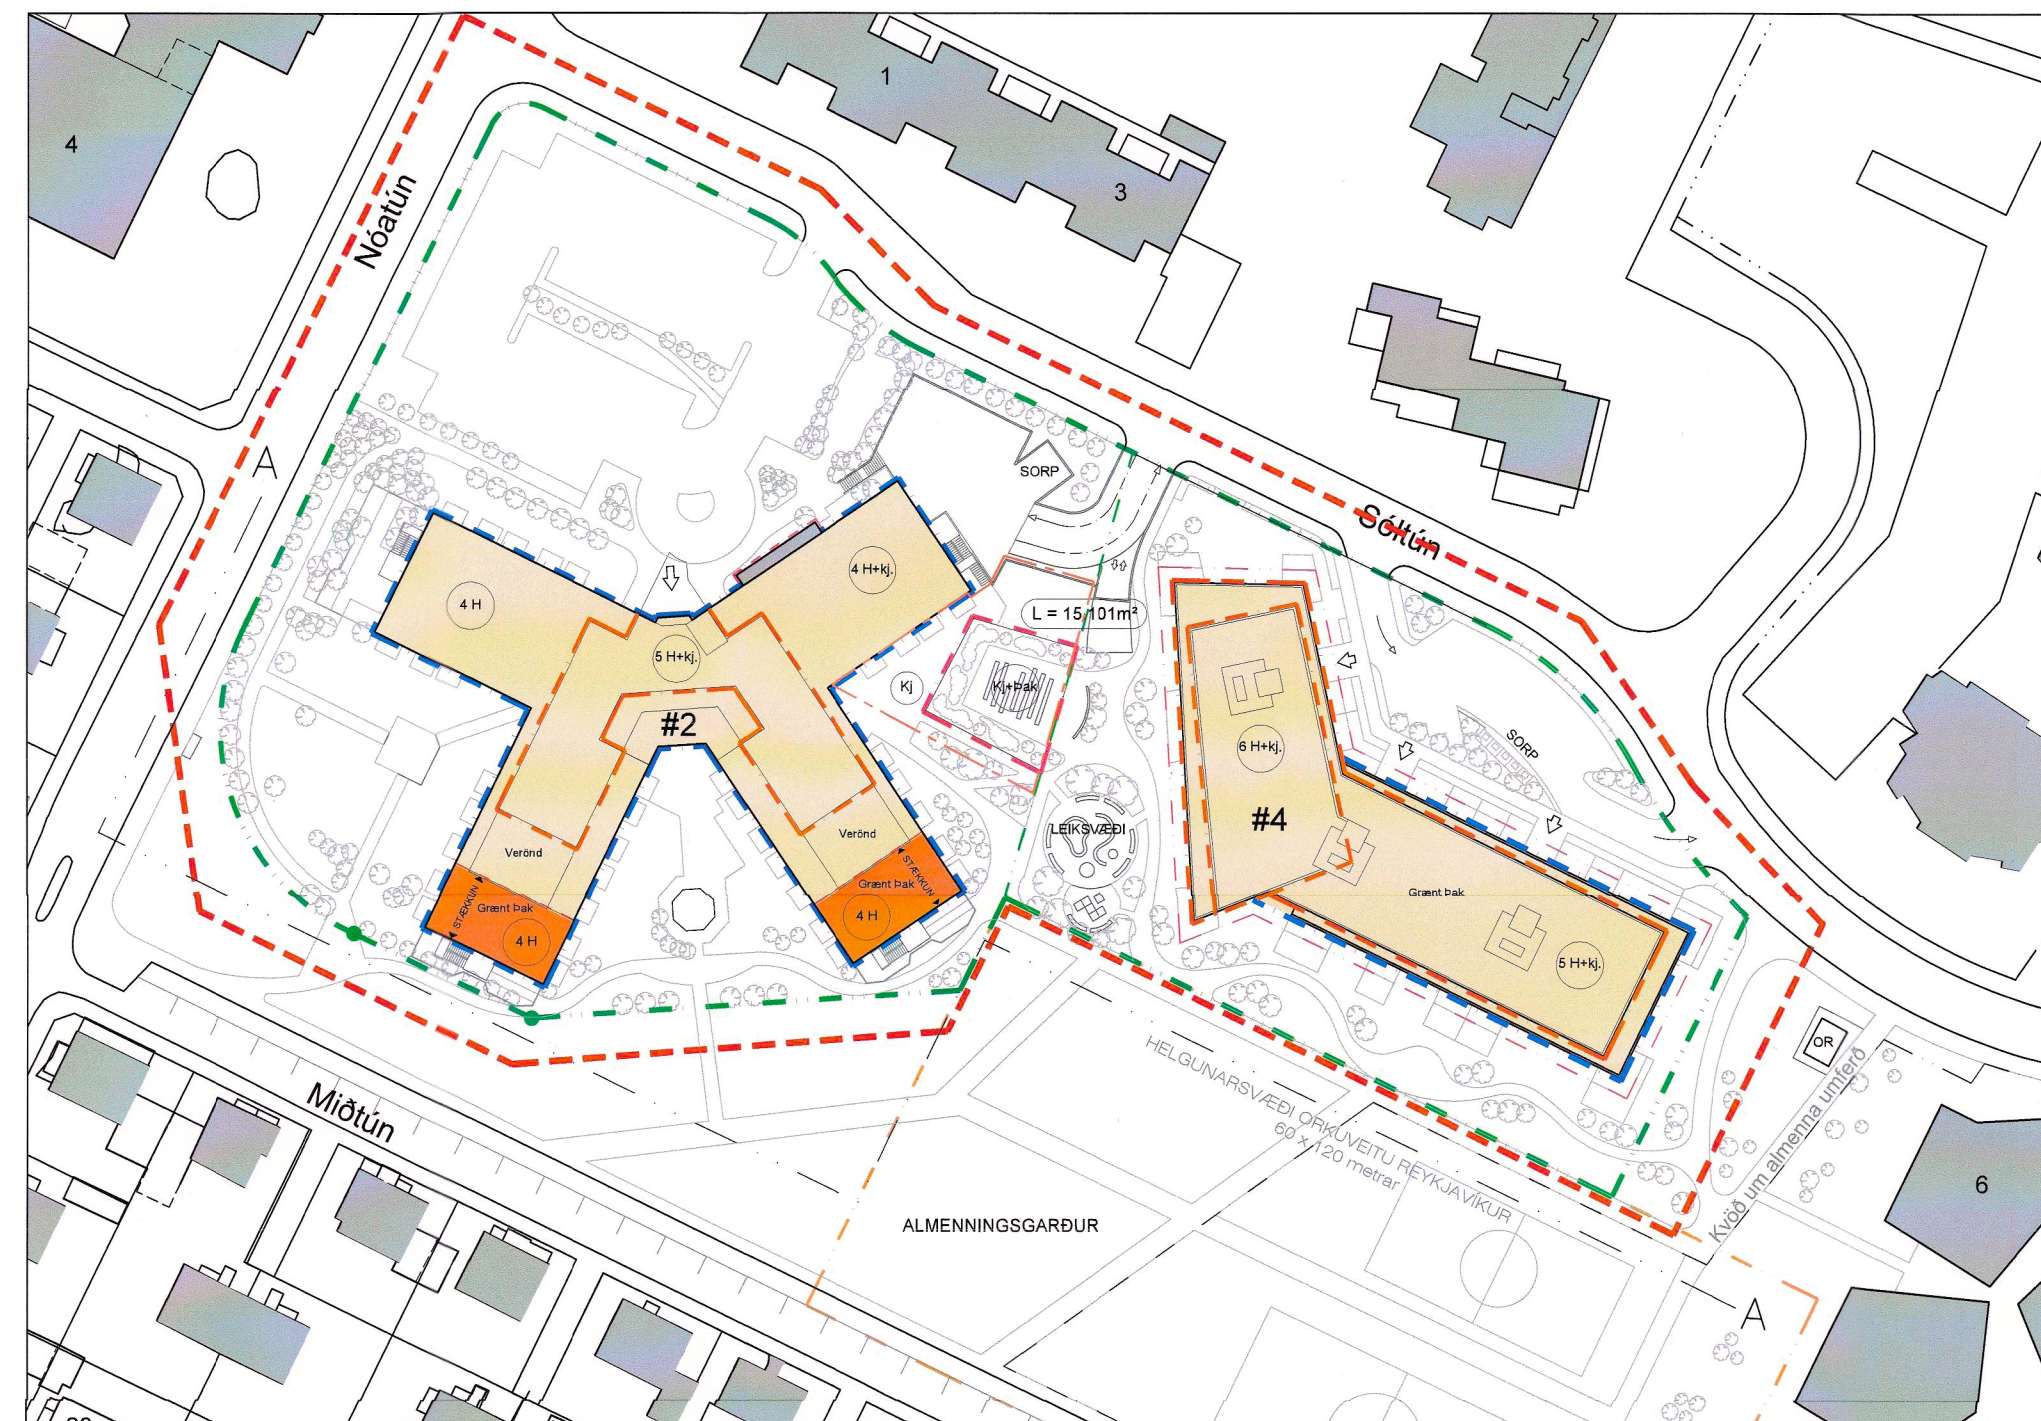 1
4
3
Nóatún
A
SORP
Sóltún
4 H+kj.
4 H
L = 15,101m²
5 H+kj.
Kj
Kj+Þak
#2
SORP
6 H+kj.
#4
LEIKSVÆÐI
Verönd
Verönd
STÆKKUN
Grænt Þak
Grænt Þak
STÆKKUN
Grænt Þak
4 H
4 H
5 H+kj.
OR
HELGUNARSVÆÐI ORKUVEITU REYKJAVÍKUR
60 x 120 metrar
Kvöð um almenna umferð
Miðtún
6
ALMENNINGSGARÐUR
A